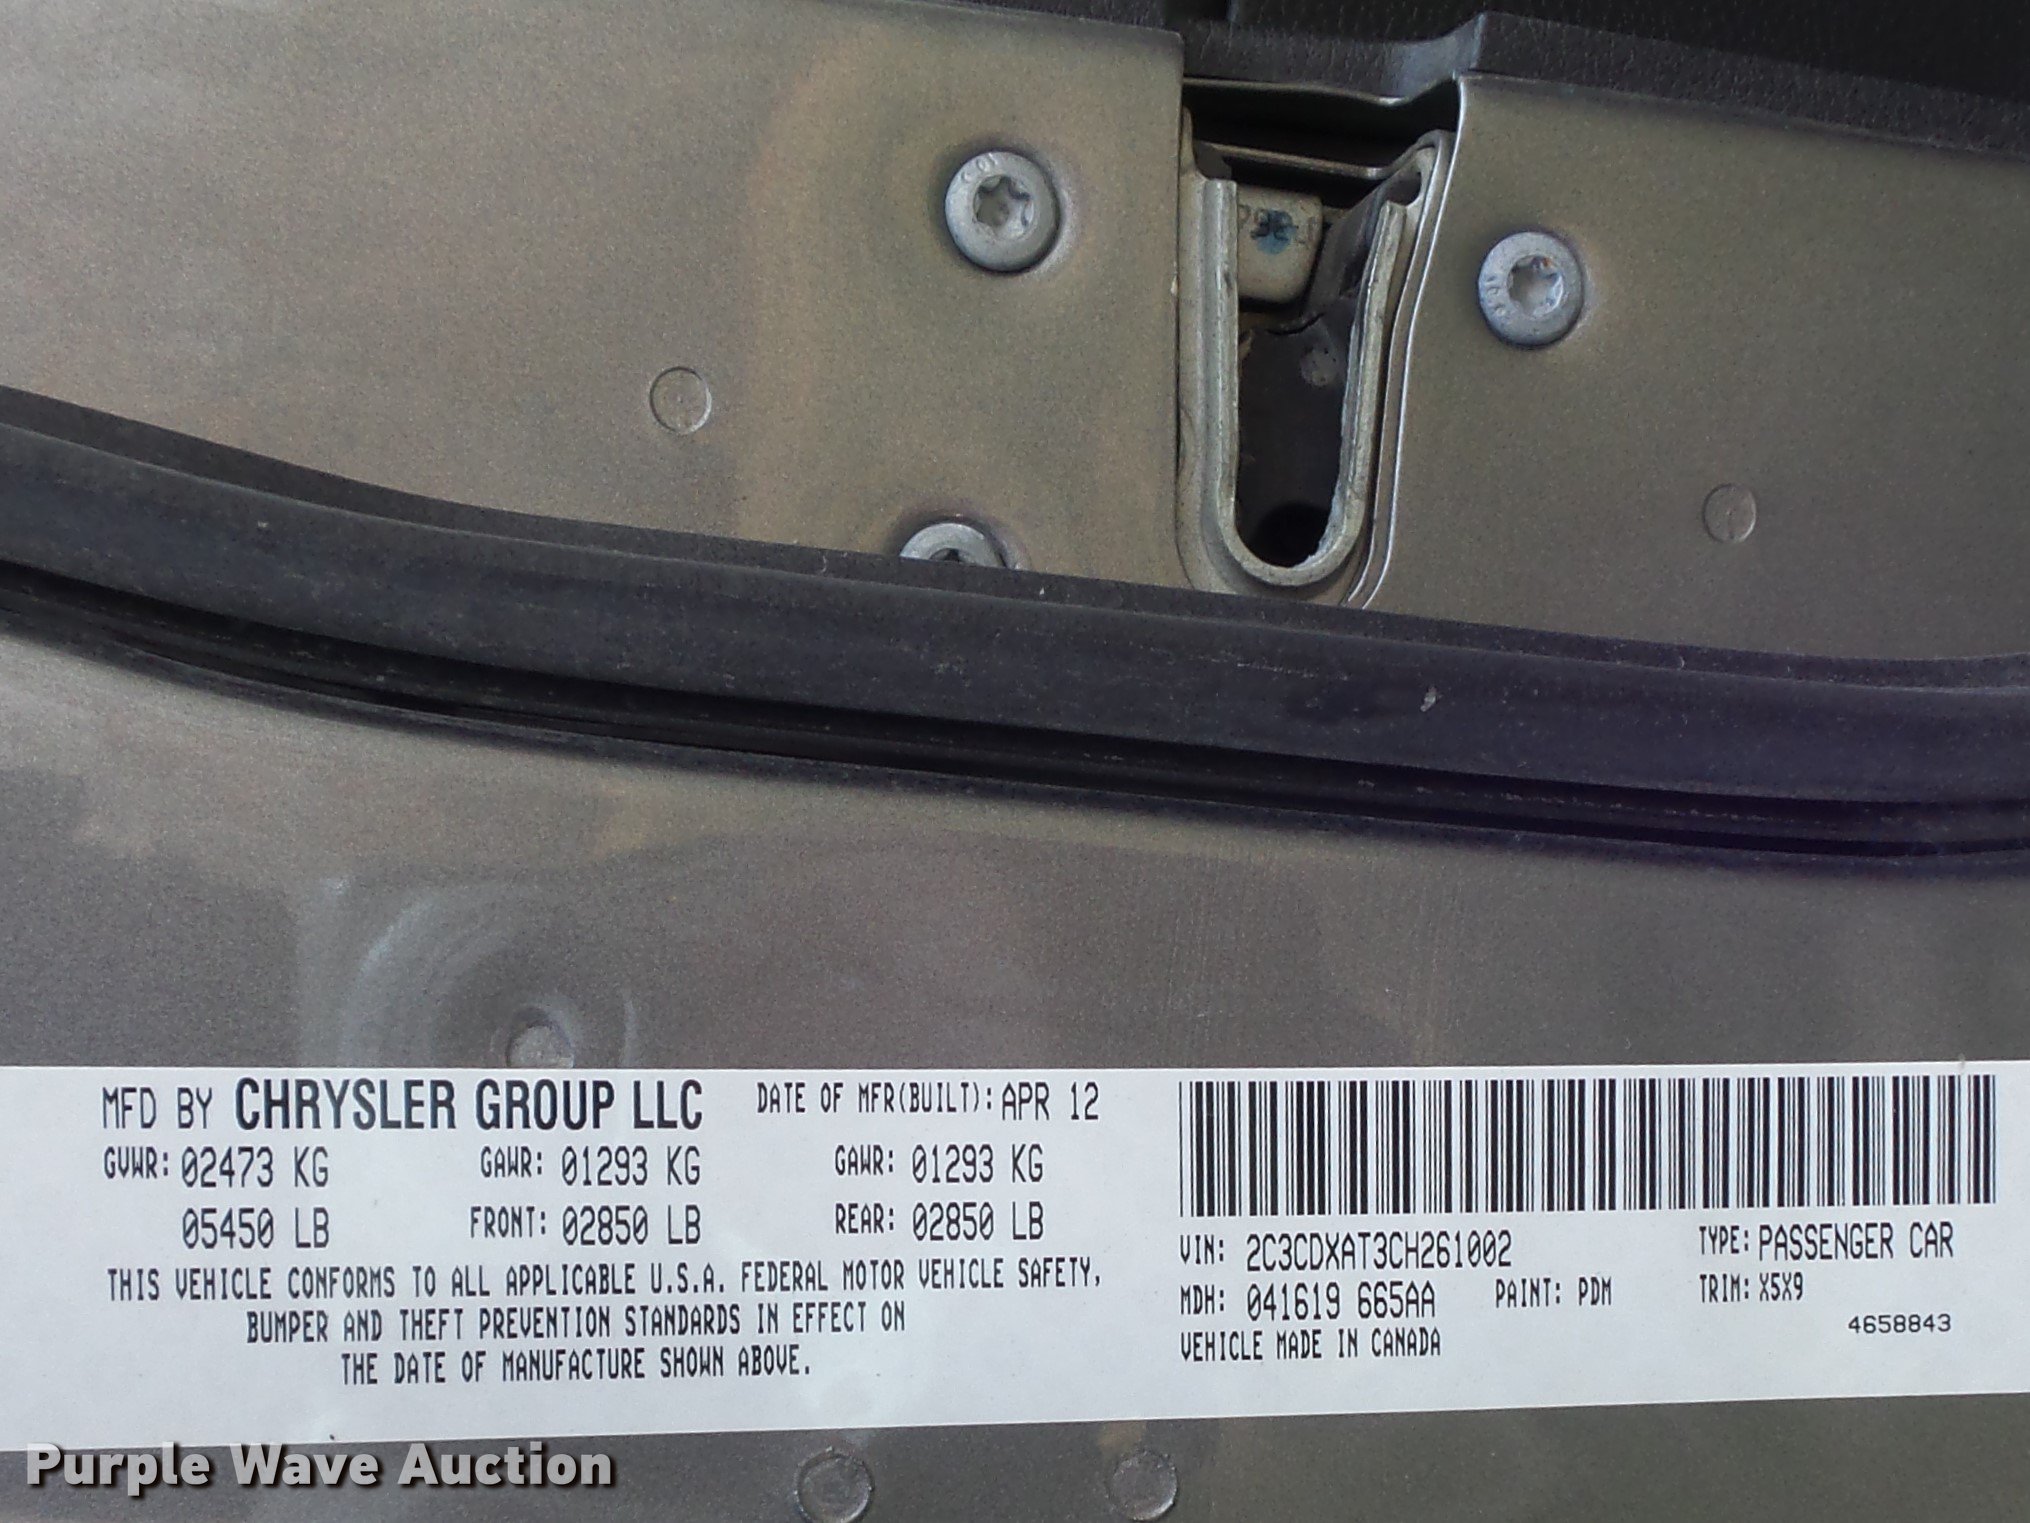 MFD BY CHRYSLER GROUP LLC DATE OF MFR(BUILT): APR 12
GVWR: 02473 KG GAWR: 01293 KG GAWR: 01293 KG
05450 LB FRONT: 02850 LB REAR: 02850 LB
THIS VEHICLE CONFORMS TO ALL APPLICABLE U.S.A. FEDERAL MOTOR VEHICLE SAFETY,
BUMPER AND THEFT PREVENTION STANDARDS IN EFFECT ON
THE DATE OF MANUFACTURE SHOWN ABOVE.
VIN: 2C3CDXAT3CH261002 TYPE: PASSENGER CAR
MDH: 041619 665AA PAINT: PDM TRIM: X5X9
VEHICLE MADE IN CANADA 4658843
Purple Wave Auction